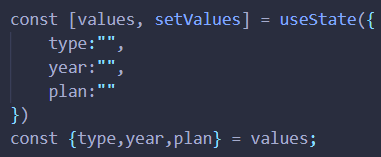 const [values, setValues] = useState({
    type:"",
    year:"",
    plan:""
})
const {type,year,plan} = values;